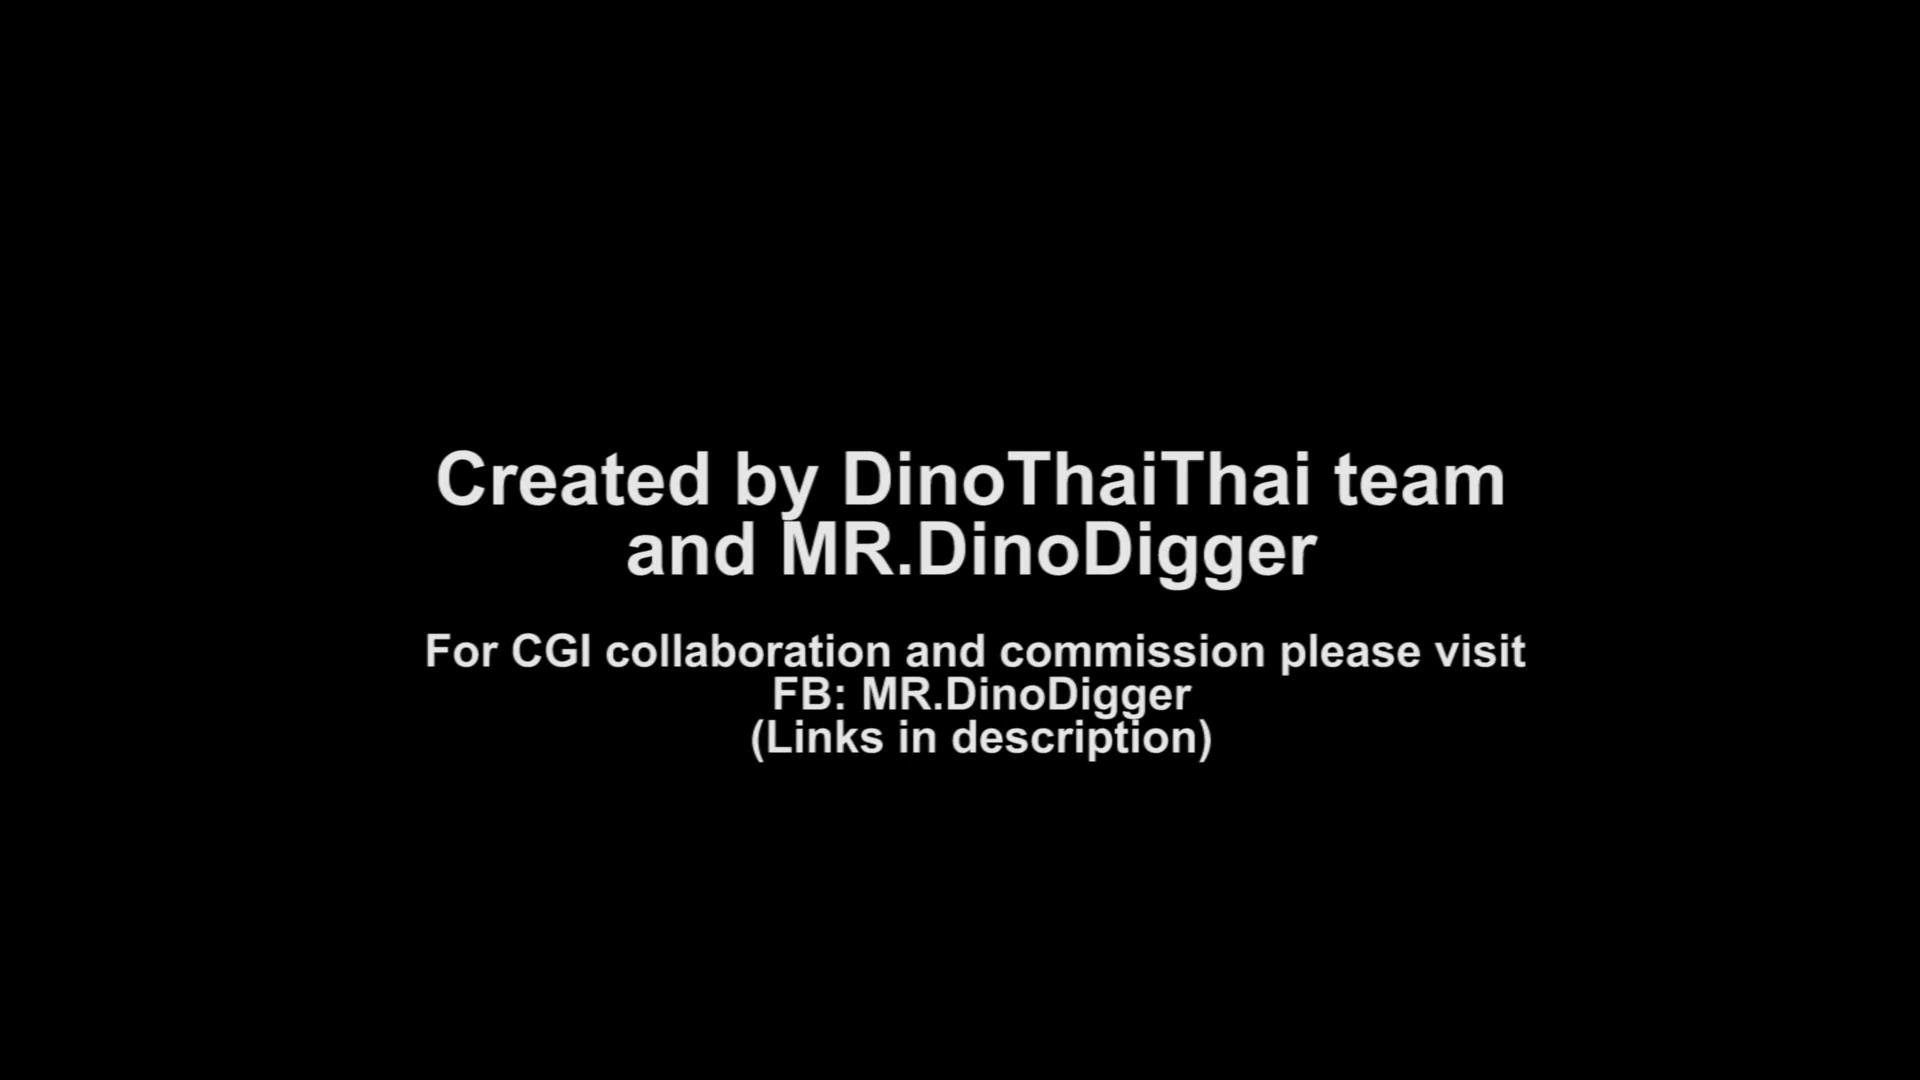 Created by DinoThaiThai team
and MR.DinoDigger
For CGI collaboration and commission please visit
FB: MR.DinoDigger
(Links in description)